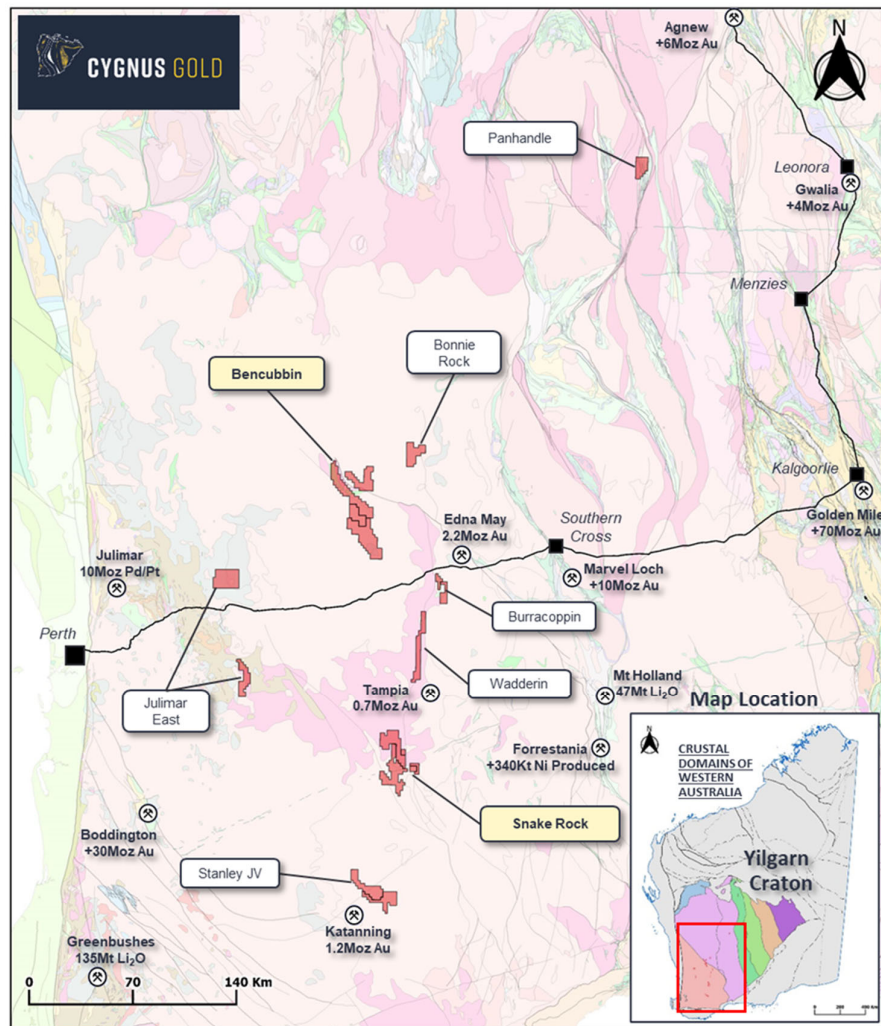 CYGNUS GOLD
Agnew
+6Moz Au
N
Panhandle
Leonora
Gwalia
+4Moz Au
Menzies
Bonnie
Rock
Bencubbin
Kalgoorlie
Golden Mile
+70Moz Au
Edna May
2.2Moz Au
Southern
Cross
Julimar
10Moz Pd/Pt
Marvel Loch
+10Moz Au
Burracoppin
Perth
Wadderin
Tampia
0.7Moz Au
Mt Holland
47Mt Li₂O
Julimar
East
Map Location
Forrestania
+340Kt Ni Produced
N
CRUSTAL
DOMAINS OF
WESTERN
AUSTRALIA
Boddington
+30Moz Au
Snake Rock
Yilgarn
Craton
Stanley JV
Katanning
1.2Moz Au
Greenbushes
135Mt Li₂O
0 70 140 Km